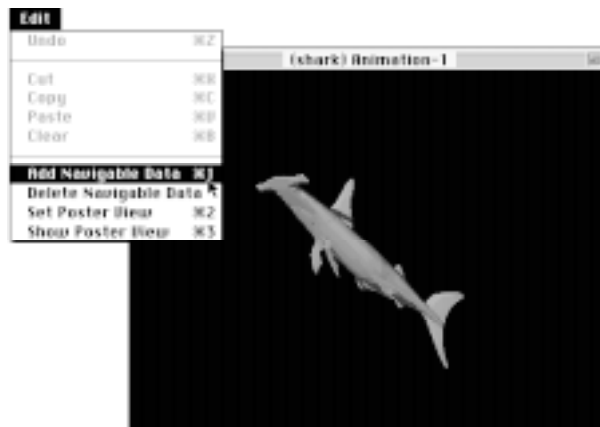 Edit
Undo ⌘Z
(shark) Animation-1
Cut
Copy ⌘C
Paste
Clear ⌘B
Add Navigable Data
Delete Navigable Data
Set Poster View ⌘2
Show Poster View ⌘3